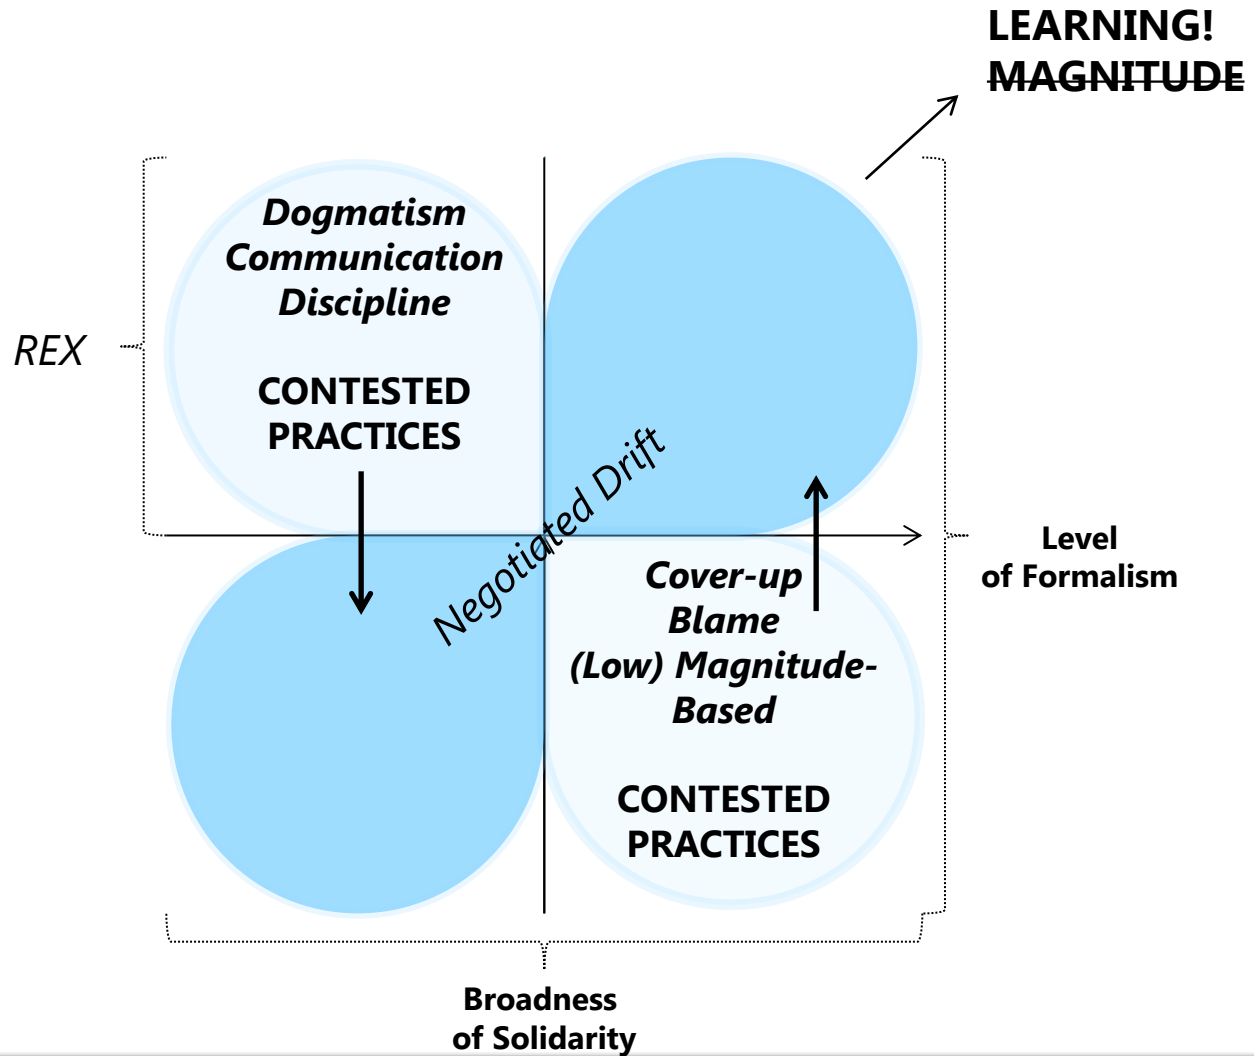 LEARNING!
MAGNITUDE
Dogmatism
Communication
Discipline
CONTESTED
PRACTICES
REX
Negotiated Drift
Level
of Formalism
Cover-up
Blame
(Low) Magnitude-
Based
CONTESTED
PRACTICES
Broadness
of Solidarity